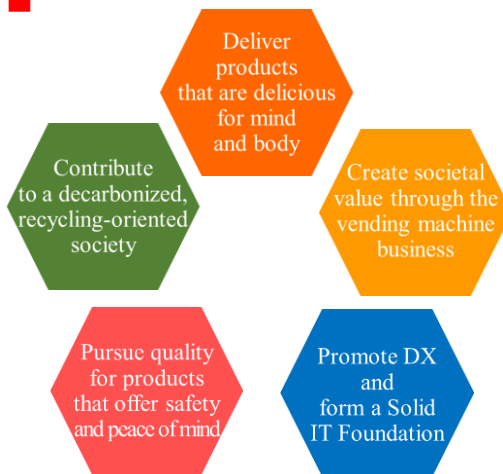 Deliver
products
that are delicious
for mind
and body
Contribute
to a decarbonized,
recycling-oriented
society
Create societal
value through the
vending machine
business
Pursue quality
for products
that offer safety
and peace of mind
Promote DX
and
form a Solid
IT Foundation